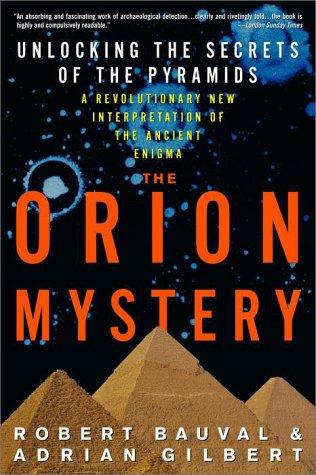 "An absorbing and fascinating work of archaeological detection...clearly and rivetingly told...the book is
highly and compulsively readable." —London Sunday Times
UNLOCKING THE SECRETS
OF THE PYRAMIDS
A REVOLUTIONARY NEW
INTERPRETATION OF
THE ANCIENT
ENIGMA
THE
ORION
MYSTERY
ROBERT BAUVAL &
ADRIAN GILBERT